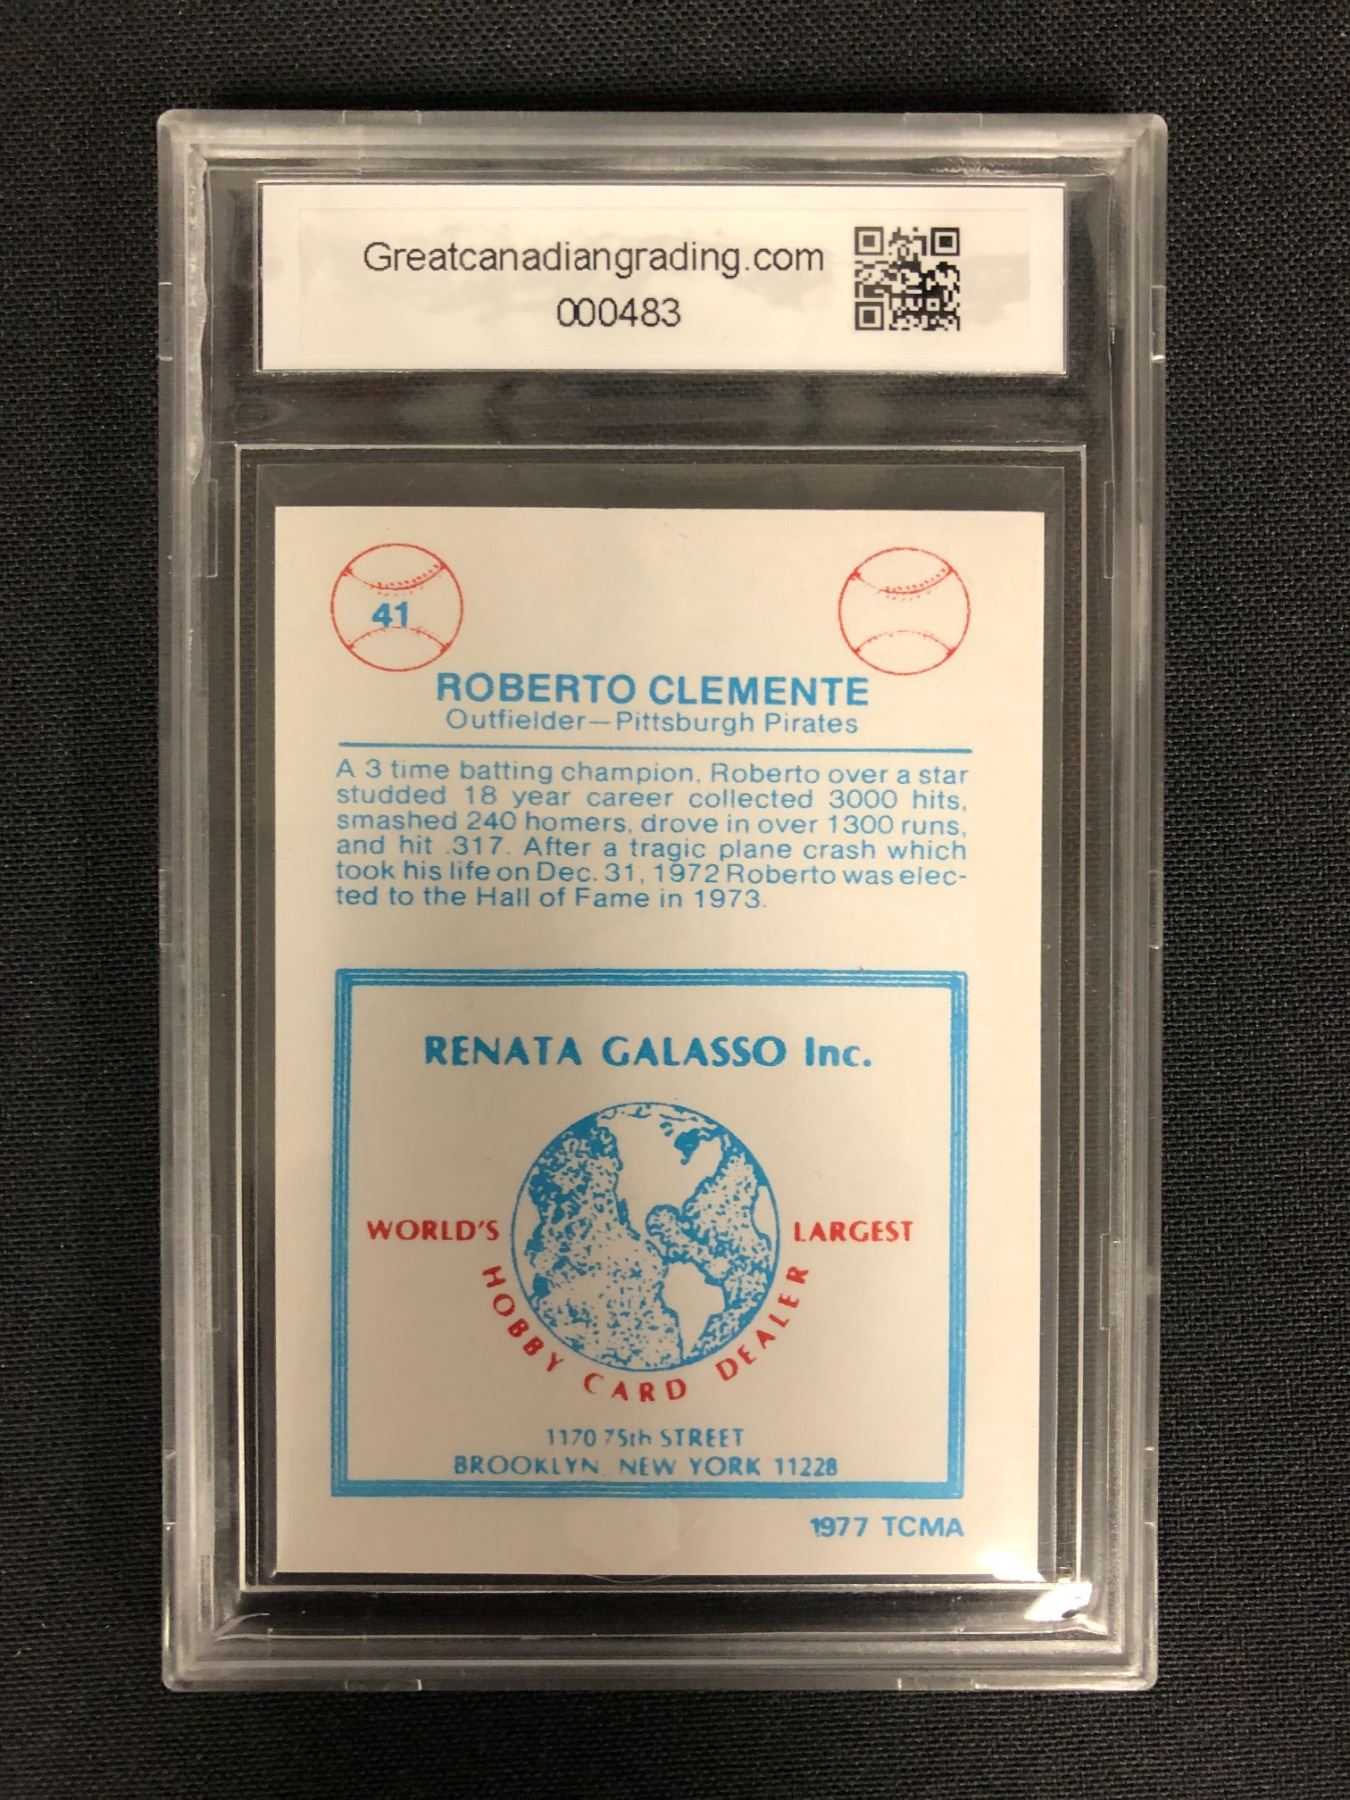 Greatcanadiangrading.com
000483
41
ROBERTO CLEMENTE
Outfielder—Pittsburgh Pirates
A 3 time batting champion, Roberto over a star
studded 18 year career collected 3000 hits,
smashed 240 homers, drove in over 1300 runs,
and hit .317. After a tragic plane crash which
took his life on Dec. 31, 1972 Roberto was elec-
ted to the Hall of Fame in 1973.
RENATA GALASSO Inc.
WORLD'S LARGEST
HOBBY CARD DEALER
1170 75th STREET
BROOKLYN, NEW YORK 11228
1977 TCMA